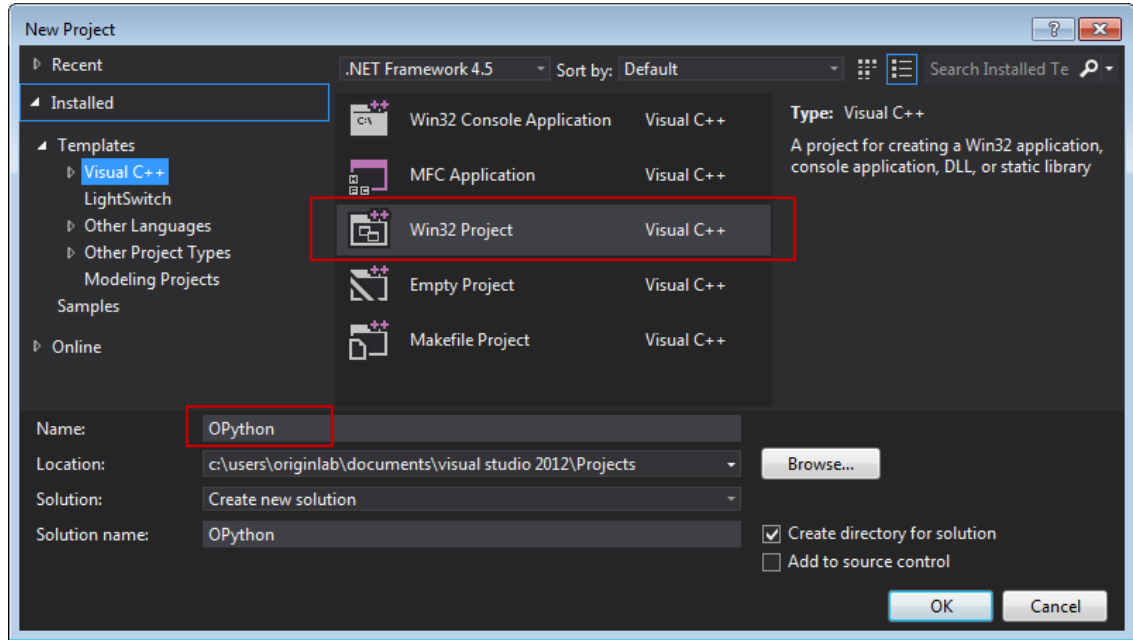 New Project
Recent
.NET Framework 4.5 Sort by: Default
Search Installed Te
Installed
Templates
Visual C++
LightSwitch
Other Languages
Other Project Types
Modeling Projects
Samples
Online
Win32 Console Application Visual C++
MFC Application Visual C++
Win32 Project Visual C++
Empty Project Visual C++
Makefile Project Visual C++
Type: Visual C++
A project for creating a Win32 application,
console application, DLL, or static library
Name: OPython
Location: c:\users\originlab\documents\visual studio 2012\Projects
Browse...
Solution: Create new solution
Solution name: OPython
Create directory for solution
Add to source control
OK Cancel